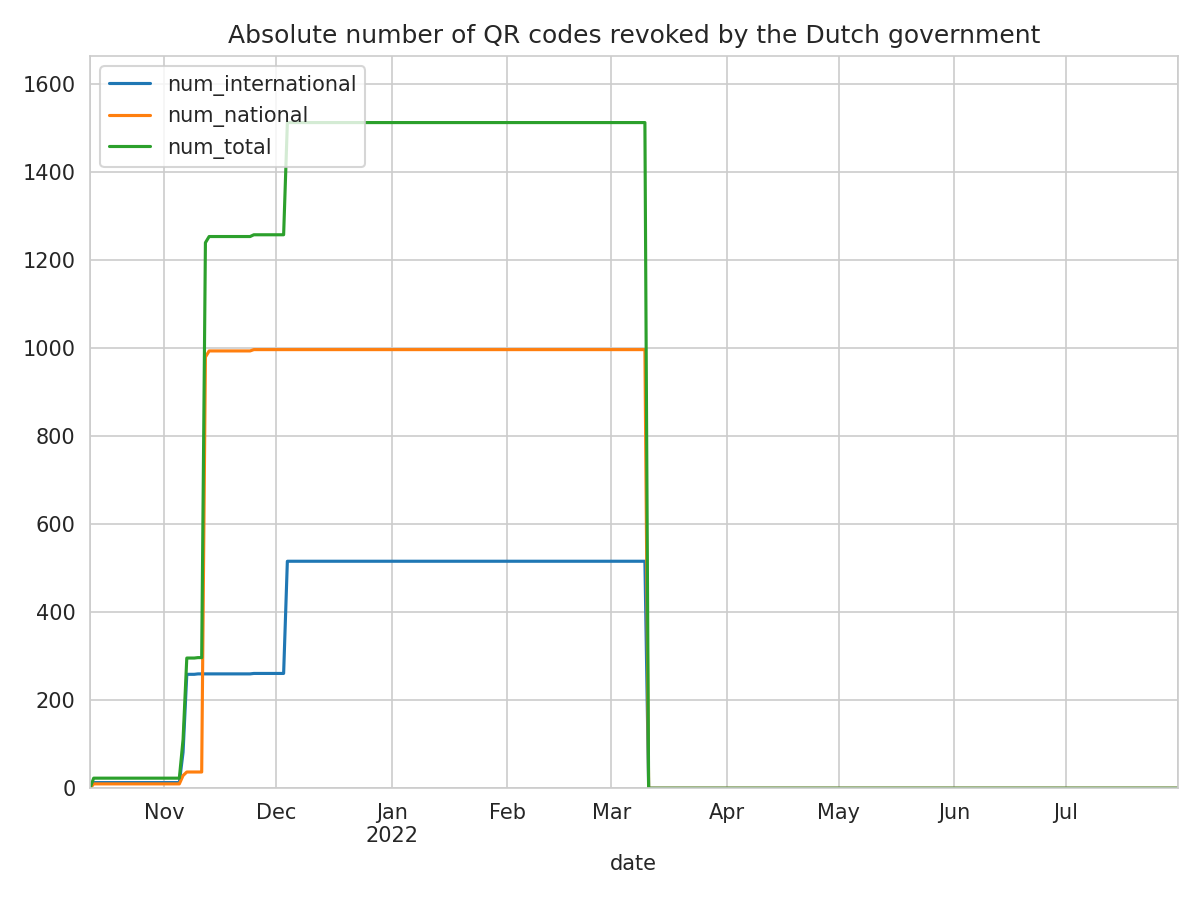 Absolute number of QR codes revoked by the Dutch government
num_international
num_national
num_total
1600
1400
1200
1000
800
600
400
200
0
Nov Dec Jan Feb Mar Apr May Jun Jul
2022
date